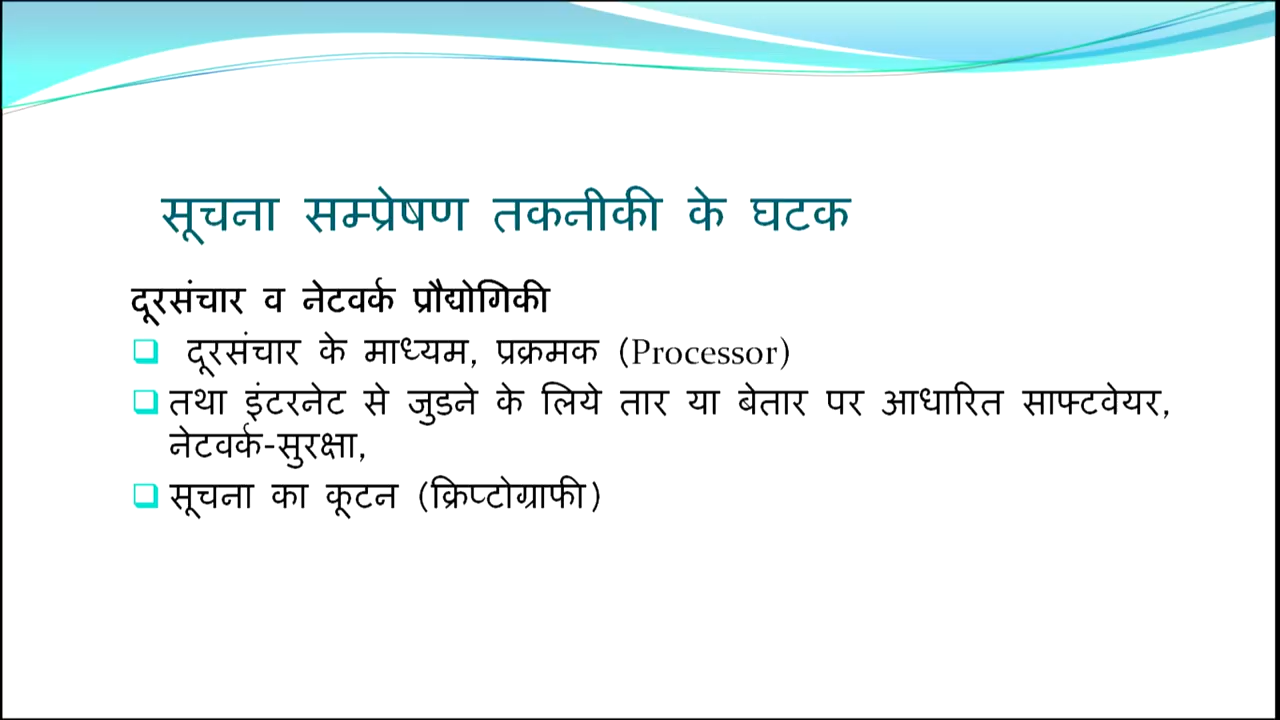 सूचना सम्प्रेषण तकनीकी के घटक
दूरसंचार व नेटवर्क प्रौद्योगिकी
दूरसंचार के माध्यम, प्रक्रमक (Processor)
तथा इंटरनेट से जुडने के लिये तार या बेतार पर आधारित साफ्टवेयर,
नेटवर्क-सुरक्षा,
सूचना का कूटन (क्रिप्टोग्राफी)